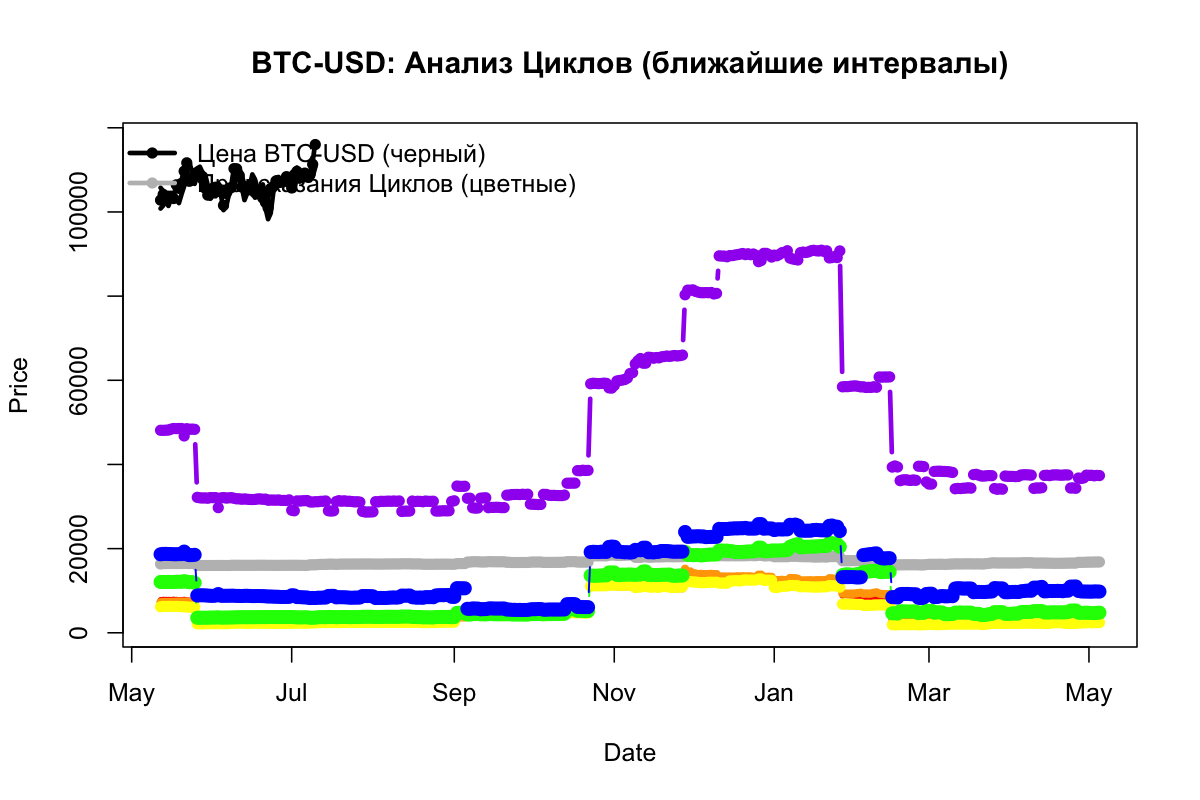 BTC-USD: Анализ Циклов (ближайшие интервалы)
Цена BTC-USD (черный)
Циклов (цветные)
Price
100000
60000
20000
0
May
Jul
Sep
Nov
Jan
Mar
May
Date